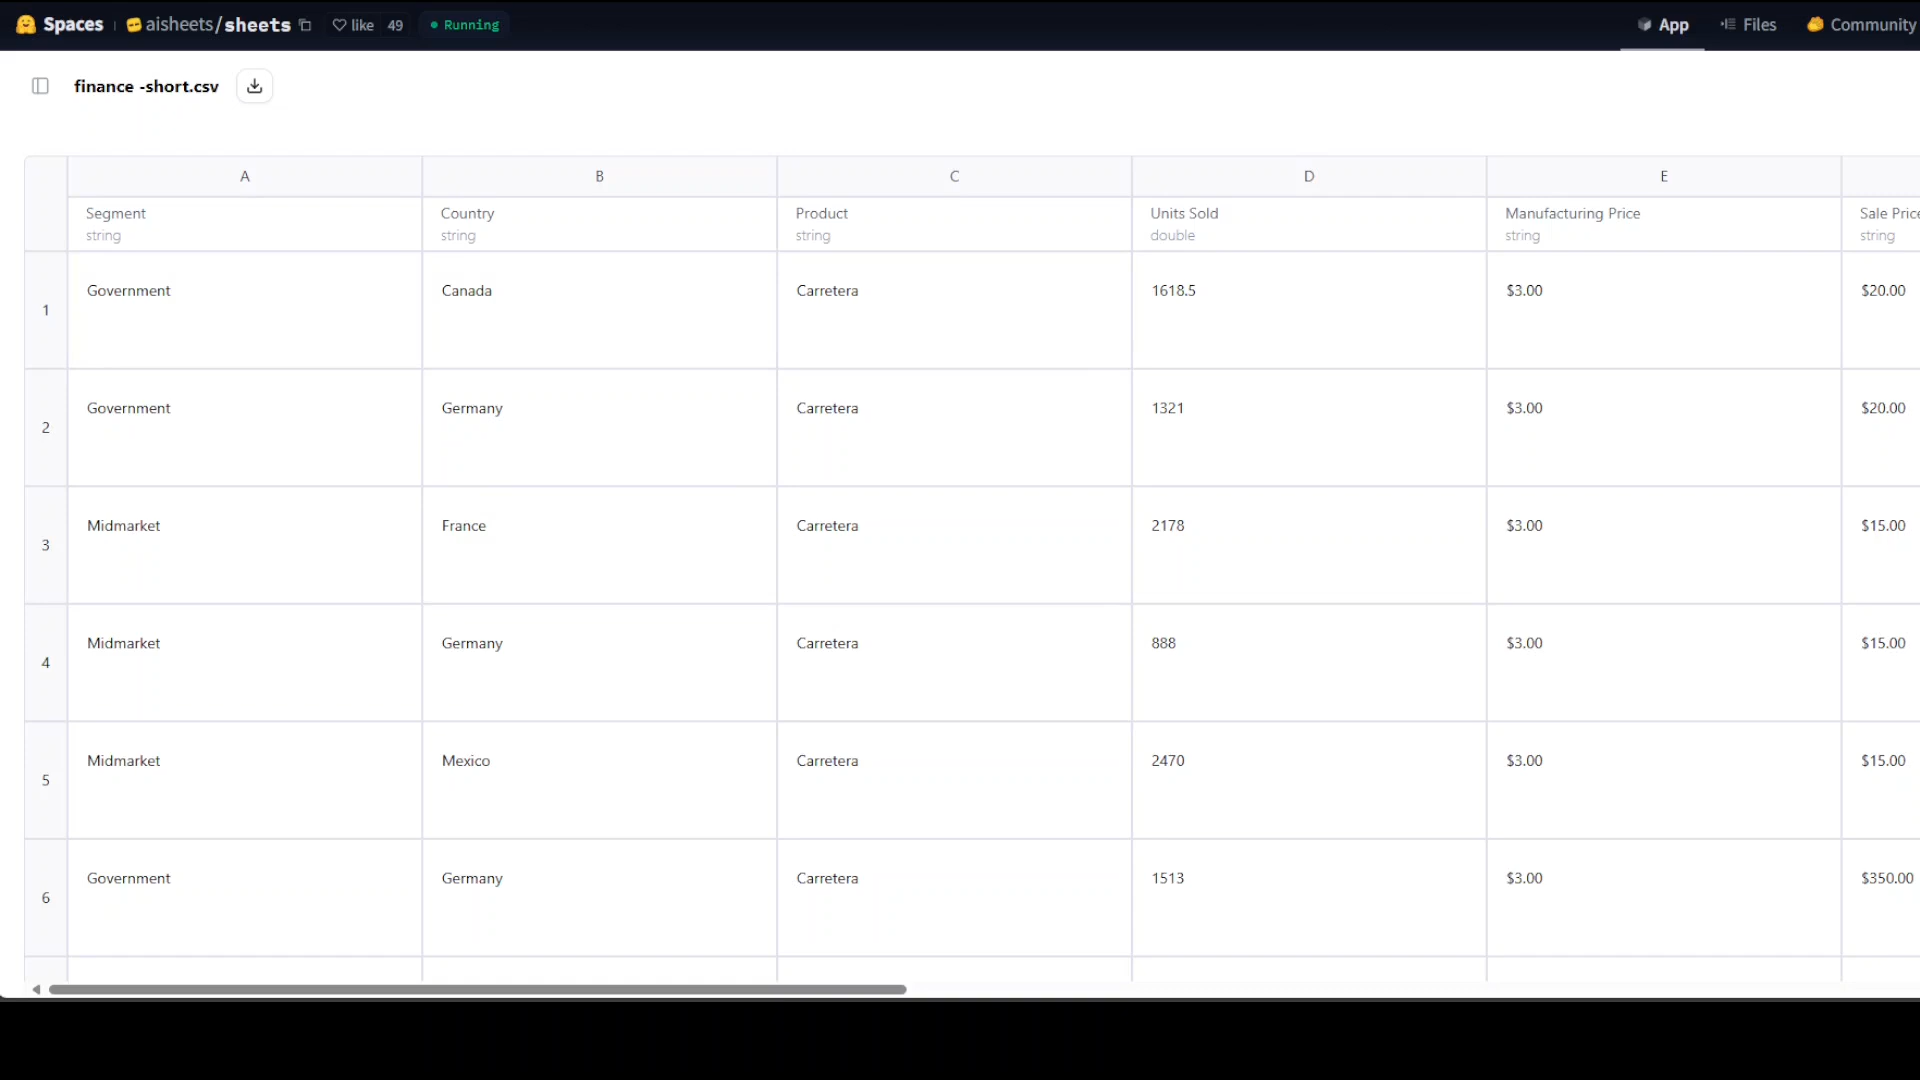 Spaces aisheets/sheets like 49 Running App Files Community
finance -short.csv
A B C D E
Segment Country Product Units Sold Manufacturing Price Sale Price
string string string double string string
1 Government Canada Carretera 1618.5 $3.00 $20.00
2 Government Germany Carretera 1321 $3.00 $20.00
3 Midmarket France Carretera 2178 $3.00 $15.00
4 Midmarket Germany Carretera 888 $3.00 $15.00
5 Midmarket Mexico Carretera 2470 $3.00 $15.00
6 Government Germany Carretera 1513 $3.00 $350.00